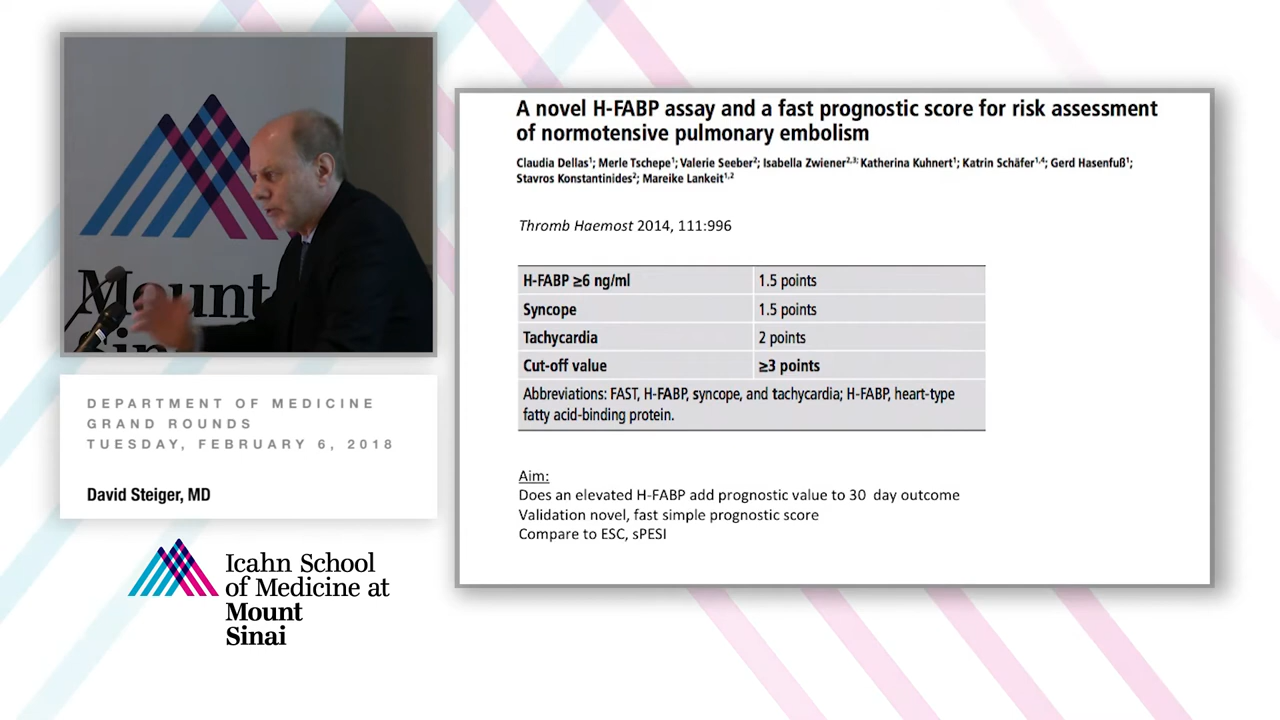 Mount
Sinai
DEPARTMENT OF MEDICINE
GRAND ROUNDS
TUESDAY, FEBRUARY 6, 2018
David Steiger, MD
Icahn School
of Medicine at
Mount
Sinai
A novel H-FABP assay and a fast prognostic score for risk assessment
of normotensive pulmonary embolism
Claudia Dellas¹; Merle Tschepe¹; Valerie Seeber²; Isabella Zwiener²,³; Katherina Kuhnert¹; Katrin Schäfer¹,⁴; Gerd Hasenfuß¹;
Stavros Konstantinides²; Mareike Lankeit¹,²
Thromb Haemost 2014, 111:996
H-FABP ≥6 ng/ml 1.5 points
Syncope 1.5 points
Tachycardia 2 points
Cut-off value ≥3 points
Abbreviations: FAST, H-FABP, syncope, and tachycardia; H-FABP, heart-type
fatty acid-binding protein.
Aim:
Does an elevated H-FABP add prognostic value to 30 day outcome
Validation novel, fast simple prognostic score
Compare to ESC, sPESI